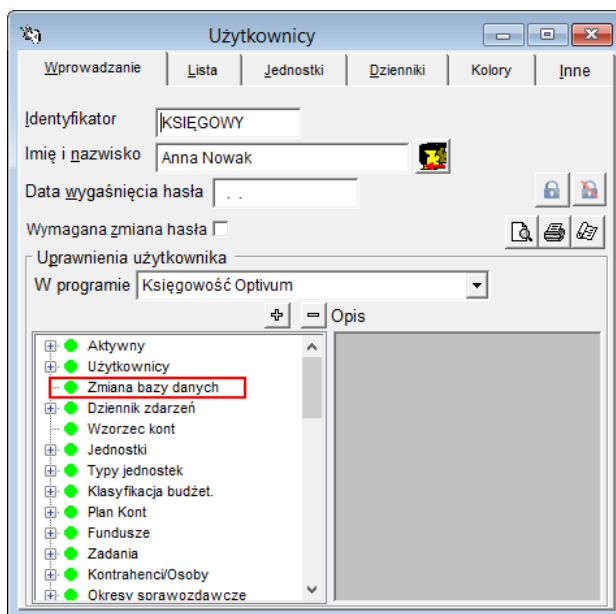 Użytkownicy
Wprowadzanie Lista Jednostki Dzienniki Kolory Inne
Identyfikator KSIĘGOWY
Imię i nazwisko Anna Nowak
Data wygaśnięcia hasła . .
Wymagana zmiana hasła
Uprawnienia użytkownika
W programie Księgowość Optivum
Opis
Aktywny
Użytkownicy
Zmiana bazy danych
Dziennik zdarzeń
Wzorzec kont
Jednostki
Typy jednostek
Klasyfikacja budżet.
Plan Kont
Fundusze
Zadania
Kontrahenci/Osoby
Okresy sprawozdawcze